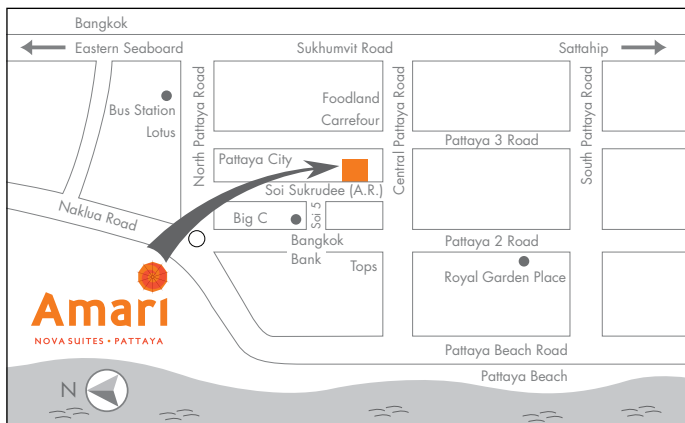 Bangkok
Eastern Seaboard
Sukhumvit Road
Sattahip
Bus Station
Lotus
North Pattaya Road
Foodland
Carrefour
Central Pattaya Road
Pattaya 3 Road
South Pattaya Road
Pattaya City
Soi Sukrudee (A.R.)
Naklua Road
Big C
Soi 5
Bangkok
Bank
Pattaya 2 Road
Tops
Royal Garden Place
Amari
NOVA SUITES • PATTAYA
Pattaya Beach Road
Pattaya Beach
N